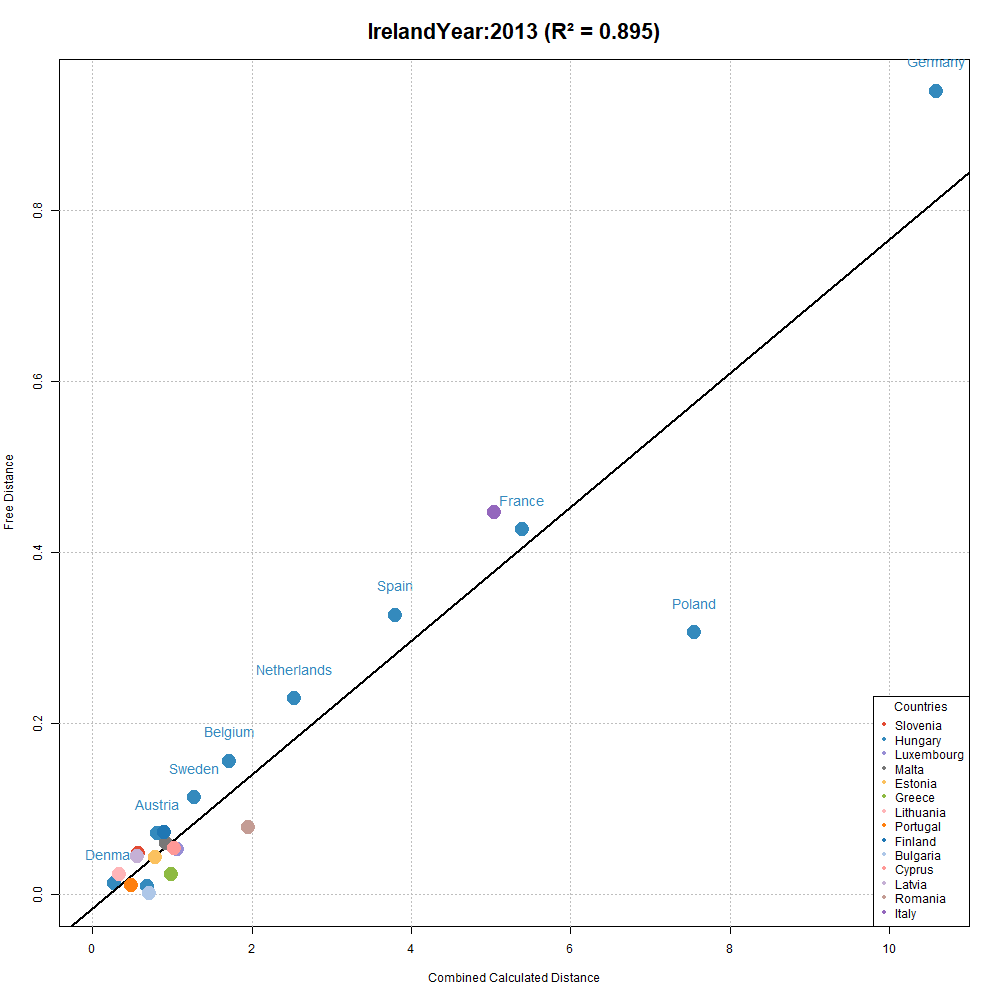 IrelandYear:2013 (R² = 0.895)
Germany
0.8
0.6
Free Distance
France
0.4
Spain
Poland
Netherlands
0.2
Belgium
Sweden
Austria
Denma
0.0
Countries
Slovenia
Hungary
Luxembourg
Malta
Estonia
Greece
Lithuania
Portugal
Finland
Bulgaria
Cyprus
Latvia
Romania
Italy
0 2 4 6 8 10
Combined Calculated Distance